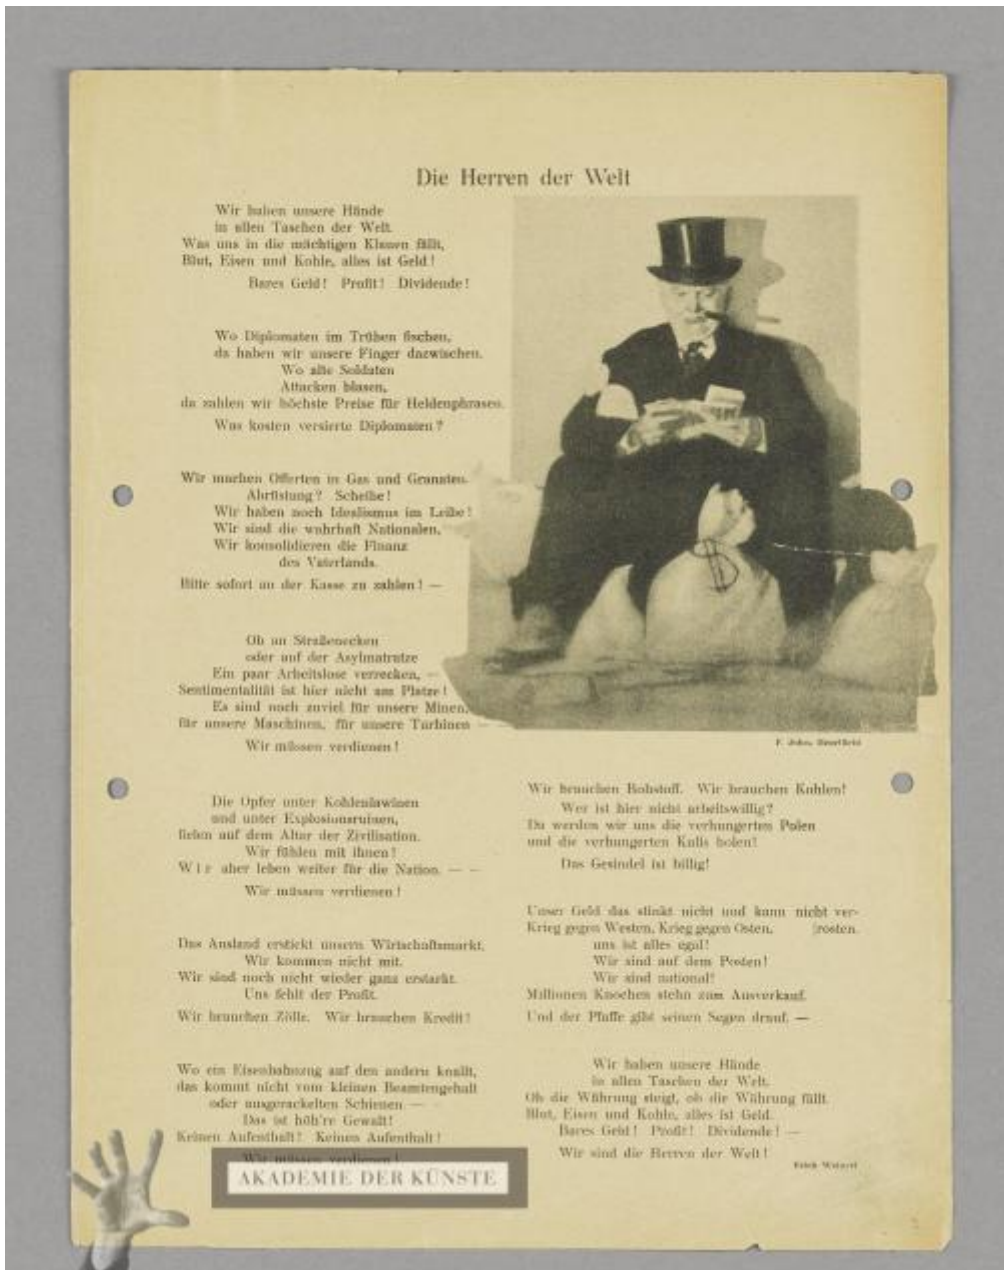 Die Herren der Welt
Wir haben unsere Hände
in allen Taschen der Welt.
Was uns in die mächtigen Klauen fällt,
Blut, Eisen und Kohle, alles ist Geld!
Bares Geld! Profit! Dividende!
Wo Diplomaten im Trüben fischen,
da haben wir unsere Finger dazwischen.
Wo alte Soldaten
Attacken blasen,
da zahlen wir höchste Preise für Heldenphrasen.
Was kosten versierte Diplomaten?
Wir machen Offerten in Gas und Granaten.
Abrüstung? Scheibe!
Wir haben noch Idealismus im Leibe!
Wir sind die wahrhaft Nationalen,
Wir konsolidieren die Finanz
des Vaterlands.
Bitte sofort an der Kasse zu zahlen! —
Ob an Straßenecken
oder auf der Asylmatratze
Ein paar Arbeitslose verrecken, —
Sentimentalität ist hier nicht am Platze!
Es sind noch zuviel für unsere Minen,
für unsere Maschinen, für unsere Turbinen —
Wir müssen verdienen!
Die Opfer unter Kohlenlawinen
und unter Explosionsruinen,
fielen auf dem Altar der Zivilisation.
Wir fühlen mit ihnen!
Wir aber leben weiter für die Nation. — —
Wir müssen verdienen!
Das Ausland erstickt unsern Wirtschaftsmarkt.
Wir kommen nicht mit.
Wir sind noch nicht wieder ganz erstarkt.
Uns fehlt der Profit.
Wir brauchen Zölle. Wir brauchen Kredit!
Wo ein Eisenbahnzug auf den andern knallt,
das kommt nicht vom kleinen Beamtengehalt
oder ausgerackelten Schienen — —
Das ist höh're Gewalt!
Keinen Aufenthalt! Keinen Aufenthalt!
Wir müssen verdienen!
$
F. John, Heartfield
Wir brauchen Rohstoff. Wir brauchen Kohlen!
Wer ist hier nicht arbeitswillig?
Da werden wir uns die verhungerten Polen
und die verhungerten Kulis holen!
Das Gesindel ist billig!
Unser Geld das stinkt nicht und kann nicht ver-
Krieg gegen Westen, Krieg gegen Osten, [rosten.
uns ist alles egal!
Wir sind auf dem Posten!
Wir sind national!
Millionen Knochen stehn zum Ausverkauf.
Und der Pfaffe gibt seinen Segen drauf. —
Wir haben unsere Hände
in allen Taschen der Welt.
Ob die Währung steigt, ob die Währung fällt.
Blut, Eisen und Kohle, alles ist Geld.
Bares Geld! Profit! Dividende! —
Wir sind die Herren der Welt!
Erich Weinert
AKADEMIE DER KÜNSTE